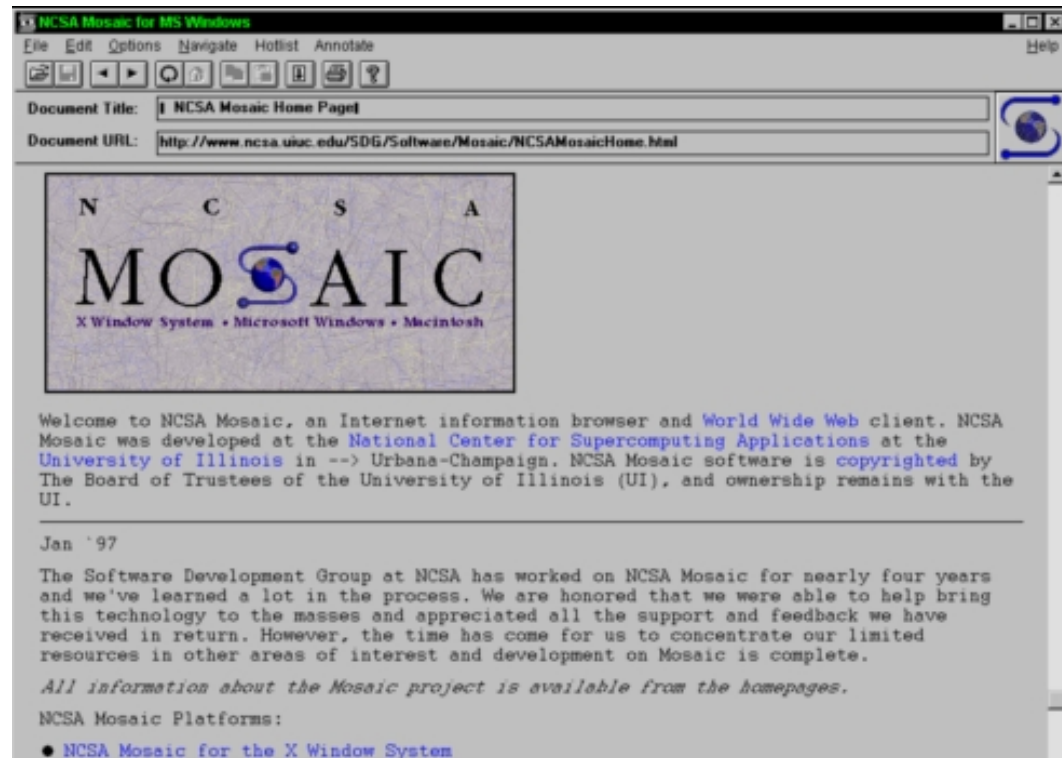 NCSA Mosaic for MS Windows
File Edit Options Navigate Hotlist Annotate Help
Document Title: NCSA Mosaic Home Page
Document URL: http://www.ncsa.uiuc.edu/SDG/Software/Mosaic/NCSAMosaicHome.html
N C S A
MOSAIC
X Window System • Microsoft Windows • Macintosh
Welcome to NCSA Mosaic, an Internet information browser and World Wide Web client. NCSA
Mosaic was developed at the National Center for Supercomputing Applications at the
University of Illinois in --> Urbana-Champaign. NCSA Mosaic software is copyrighted by
The Board of Trustees of the University of Illinois (UI), and ownership remains with the
UI.
Jan `97
The Software Development Group at NCSA has worked on NCSA Mosaic for nearly four years
and we've learned a lot in the process. We are honored that we were able to help bring
this technology to the masses and appreciated all the support and feedback we have
received in return. However, the time has come for us to concentrate our limited
resources in other areas of interest and development on Mosaic is complete.
All information about the Mosaic project is available from the homepages.
NCSA Mosaic Platforms:
● NCSA Mosaic for the X Window System